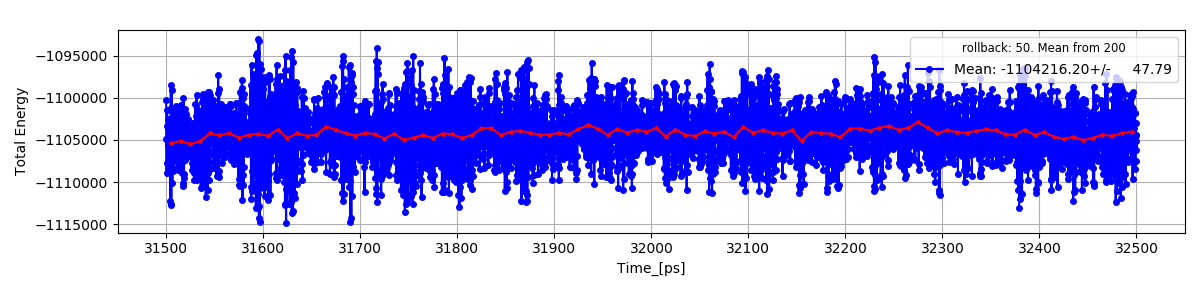 rollback: 50. Mean from 200
Mean: -1104216.20+/- 47.79
Total Energy
−1095000
−1100000
−1105000
−1110000
−1115000
31500 31600 31700 31800 31900 32000 32100 32200 32300 32400 32500
Time_[ps]